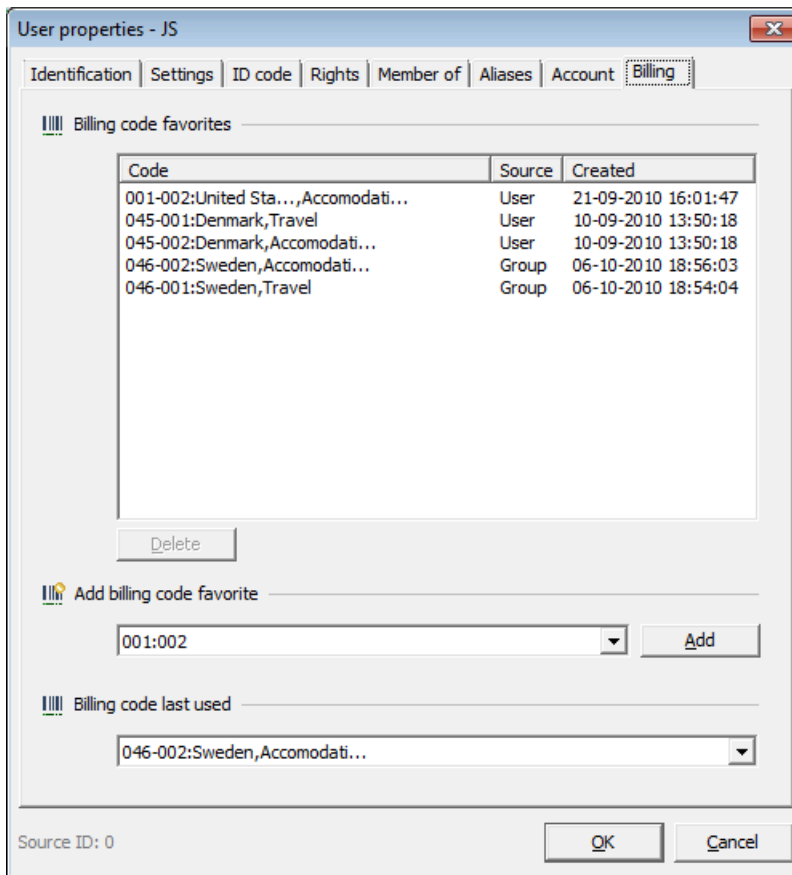 User properties - JS
Identification Settings ID code Rights Member of Aliases Account Billing
Billing code favorites
Code Source Created
001-002:United Sta...,Accomodati... User 21-09-2010 16:01:47
045-001:Denmark,Travel User 10-09-2010 13:50:18
045-002:Denmark,Accomodati... User 10-09-2010 13:50:18
046-002:Sweden,Accomodati... Group 06-10-2010 18:56:03
046-001:Sweden,Travel Group 06-10-2010 18:54:04
Delete
Add billing code favorite
001:002 Add
Billing code last used
046-002:Sweden,Accomodati...
Source ID: 0 OK Cancel